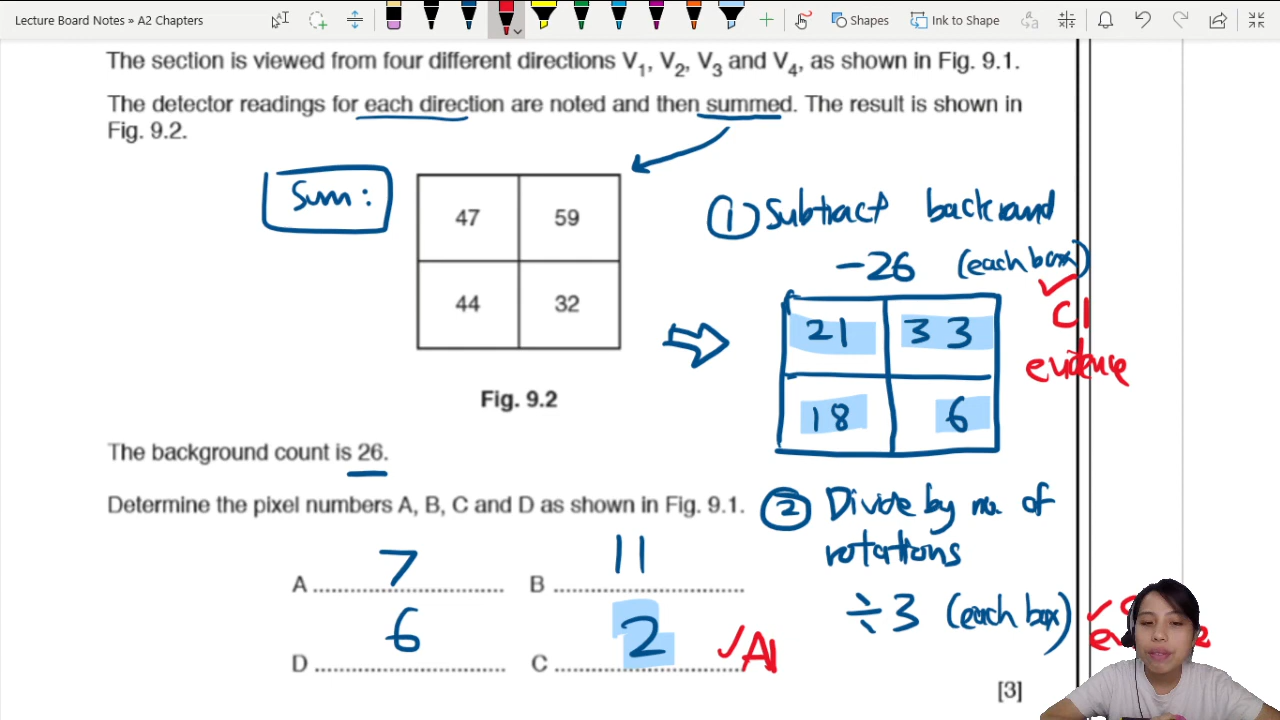 Lecture Board Notes » A2 Chapters
Shapes
Ink to Shape
The section is viewed from four different directions V1, V2, V3 and V4, as shown in Fig. 9.1.
The detector readings for each direction are noted and then summed. The result is shown in
Fig. 9.2.
Sum:
47 59
44 32
Fig. 9.2
① Subtract backround
-26 (each box)
21 33
18 6
✓
C1
evidence
The background count is 26.
Determine the pixel numbers A, B, C and D as shown in Fig. 9.1.
A 7 B 11
D 6 C 2 ✓A1
② Divide by no. of
rotations
÷3 (each box)
[3]